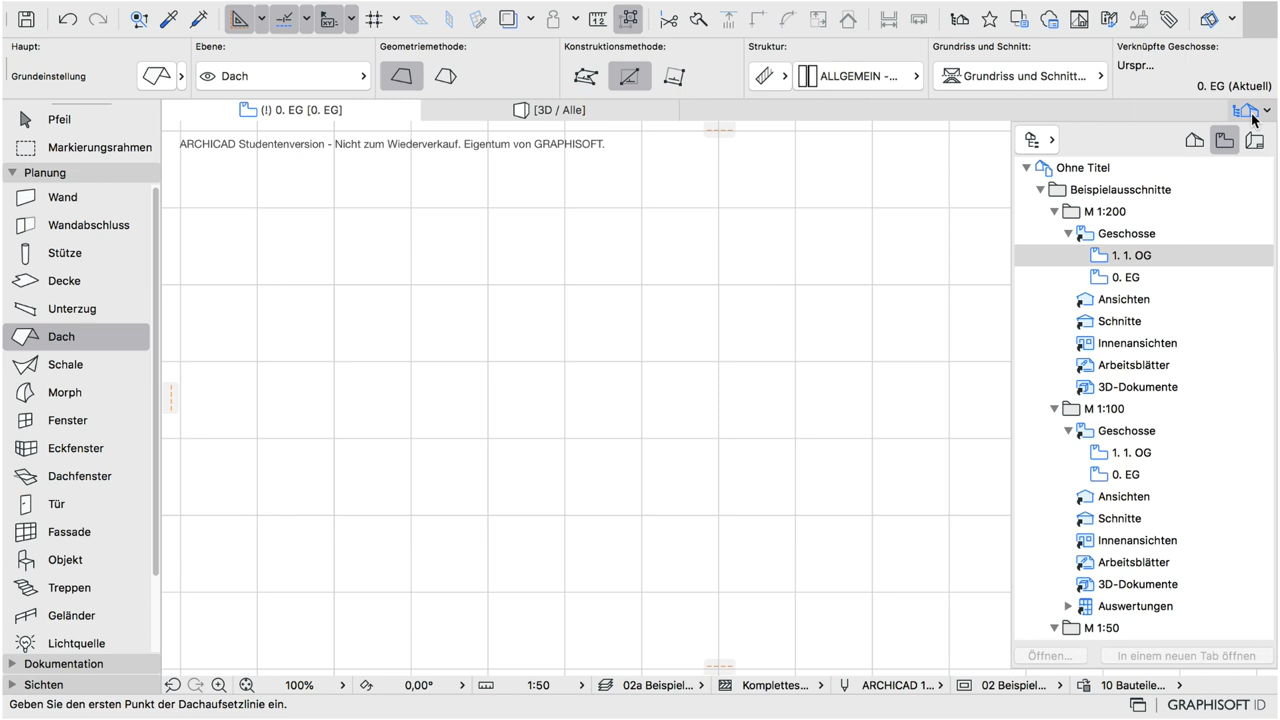 Haupt:
Ebene:
Geometriemethode:
Konstruktionsmethode:
Struktur:
Grundriss und Schnitt:
Verknüpfte Geschosse:
Grundeinstellung
Dach
ALLGEMEIN -...
Grundriss und Schnitt...
Urspr...
0. EG (Aktuell)
(!) 0. EG [0. EG]
[3D / Alle]
Pfeil
Markierungsrahmen
Planung
Wand
Wandabschluss
Stütze
Decke
Unterzug
Dach
Schale
Morph
Fenster
Eckfenster
Dachfenster
Tür
Fassade
Objekt
Treppen
Geländer
Lichtquelle
Dokumentation
Sichten
ARCHICAD Studentenversion - Nicht zum Wiederverkauf. Eigentum von GRAPHISOFT.
Ohne Titel
Beispielausschnitte
M 1:200
Geschosse
1. 1. OG
0. EG
Ansichten
Schnitte
Innenansichten
Arbeitsblätter
3D-Dokumente
M 1:100
Geschosse
1. 1. OG
0. EG
Ansichten
Schnitte
Innenansichten
Arbeitsblätter
3D-Dokumente
Auswertungen
M 1:50
Öffnen...
In einem neuen Tab öffnen
100%
0,00°
1:50
02a Beispiel...
Komplettes...
ARCHICAD 1...
02 Beispiel...
10 Bauteile...
Geben Sie den ersten Punkt der Dachaufsetzlinie ein.
GRAPHISOFT ID